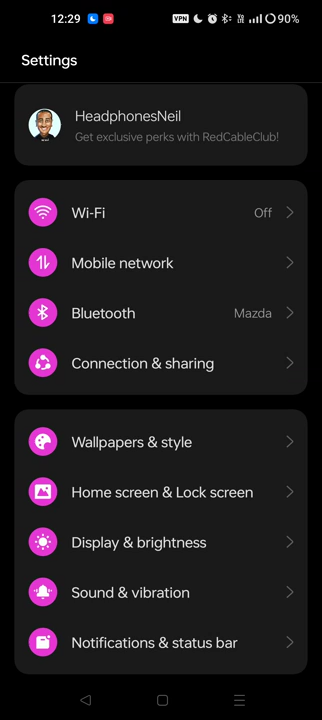 12:29
VPN
90%
Settings
HeadphonesNeil
Get exclusive perks with RedCableClub!
Wi-Fi
Off
Mobile network
Bluetooth
Mazda
Connection & sharing
Wallpapers & style
Home screen & Lock screen
Display & brightness
Sound & vibration
Notifications & status bar